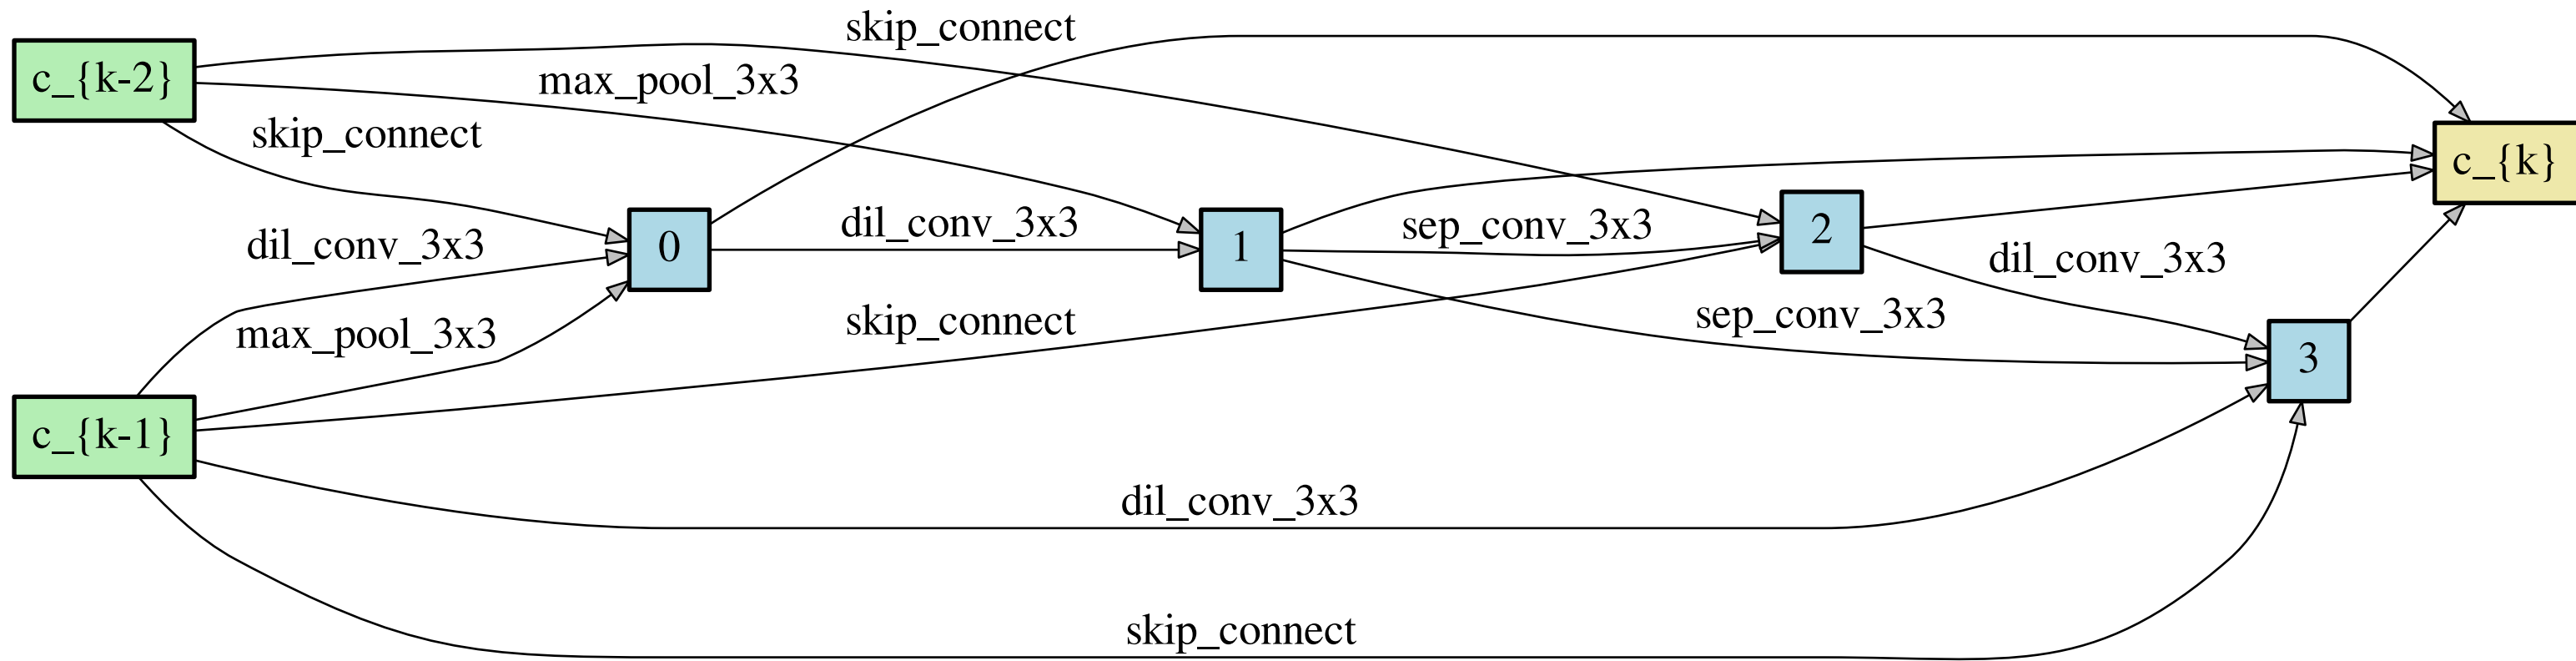 skip_connect
c_{k-2}
max_pool_3x3
skip_connect
c_{k}
dil_conv_3x3
0
dil_conv_3x3
1
sep_conv_3x3
2
dil_conv_3x3
max_pool_3x3
skip_connect
sep_conv_3x3
3
c_{k-1}
dil_conv_3x3
skip_connect